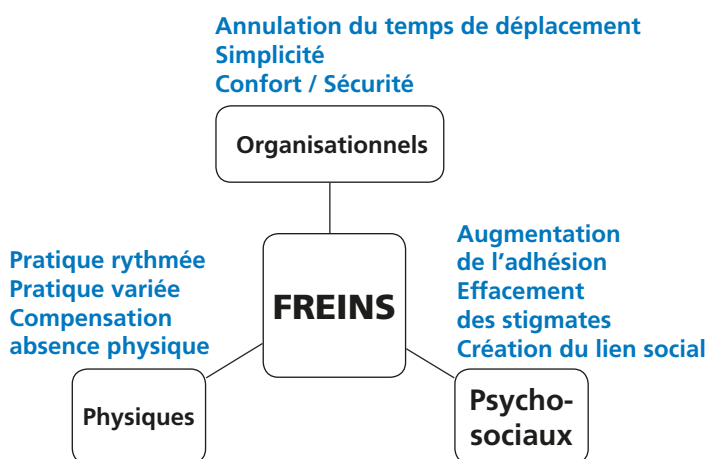 Annulation du temps de déplacement
Simplicité
Confort / Sécurité
Organisationnels
Pratique rythmée
Pratique variée
Compensation
absence physique
FREINS
Augmentation
de l’adhésion
Effacement
des stigmates
Création du lien social
Physiques
Psycho-
sociaux